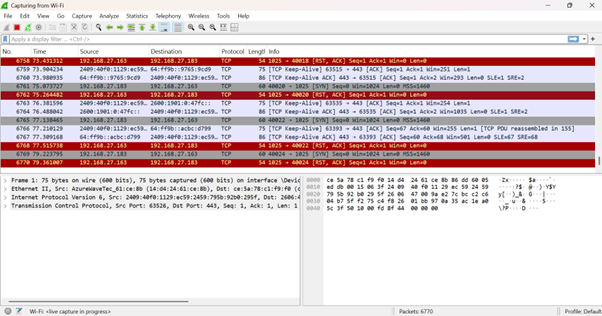 Capturing from Wi-Fi
File Edit View Go Capture Analyze Statistics Telephony Wireless Tools Help
Apply a display filter ... <Ctrl-/>
No. Time Source Destination Protocol Length Info
6758 73.431312 192.168.27.163 192.168.27.183 TCP 54 1025 → 40018 [RST, ACK] Seq=1 Ack=1 Win=0 Len=0
6759 73.904234 2409:40f0:1129:ec59… 64:ff9b::9765:9cd9 TCP 75 [TCP Keep-Alive] 63515 → 443 [ACK] Seq=1 Ack=1 Win=251 Len=1
6760 73.980935 64:ff9b::9765:9cd9 2409:40f0:1129:ec59… TCP 86 [TCP Keep-Alive ACK] 443 → 63515 [ACK] Seq=1 Ack=2 Win=293 Len=0 SLE=1 SRE=2
6761 75.073727 192.168.27.183 192.168.27.163 TCP 60 40020 → 1025 [SYN] Seq=0 Win=1024 Len=0 MSS=1460
6762 75.264482 192.168.27.163 192.168.27.183 TCP 54 1025 → 40020 [RST, ACK] Seq=1 Ack=1 Win=0 Len=0
6763 76.381596 2409:40f0:1129:ec59… 2600:1901:0:47fc:: TCP 75 [TCP Keep-Alive] 63535 → 443 [ACK] Seq=1 Ack=1 Win=254 Len=1
6764 76.488042 2600:1901:0:47fc:: 2409:40f0:1129:ec59… TCP 86 [TCP Keep-Alive ACK] 443 → 63535 [ACK] Seq=1 Ack=2 Win=1035 Len=0 SLE=1 SRE=2
6765 77.138465 192.168.27.183 192.168.27.163 TCP 60 40022 → 1025 [SYN] Seq=0 Win=1024 Len=0 MSS=1460
6766 77.210129 2409:40f0:1129:ec59… 64:ff9b::acbc:d799 TCP 75 [TCP Keep-Alive] 63393 → 443 [ACK] Seq=67 Ack=60 Win=255 Len=1 [TCP PDU reassembled in 155]
6767 77.309168 64:ff9b::acbc:d799 2409:40f0:1129:ec59… TCP 86 [TCP Keep-Alive ACK] 443 → 63393 [ACK] Seq=60 Ack=68 Win=501 Len=0 SLE=67 SRE=68
6768 77.515738 192.168.27.163 192.168.27.183 TCP 54 1025 → 40022 [RST, ACK] Seq=1 Ack=1 Win=0 Len=0
6769 79.223795 192.168.27.183 192.168.27.163 TCP 60 40024 → 1025 [SYN] Seq=0 Win=1024 Len=0 MSS=1460
6770 79.361007 192.168.27.163 192.168.27.183 TCP 54 1025 → 40024 [RST, ACK] Seq=1 Ack=1 Win=0 Len=0
Frame 1: 75 bytes on wire (600 bits), 75 bytes captured (600 bits) on interface \Devic
Ethernet II, Src: AzureWaveTec_61:ce:8b (14:d4:24:61:ce:8b), Dst: ce:5a:78:c1:f9:f0 (c
Internet Protocol Version 6, Src: 2409:40f0:1129:ec59:2459:795b:92b0:295f, Dst: 2606:4
Transmission Control Protocol, Src Port: 63526, Dst Port: 443, Seq: 1, Ack: 1, Len: 1
0000 ce 5a 78 c1 f9 f0 14 d4 24 61 ce 8b 86 dd 60 05
0010 ed db 00 15 06 3f 24 09 40 f0 11 29 ec 59 24 59
0020 79 5b 92 b0 29 5f 26 06 47 00 9a e2 7c bc c2 c6
0030 04 b7 5f f2 75 c4 f8 26 01 bb 97 0a 35 ac 1e a0
0040 5c 3f 50 10 00 fd 8f 44 00 00 00
Wi-Fi: <live capture in progress>
Packets: 6770
Profile: Default